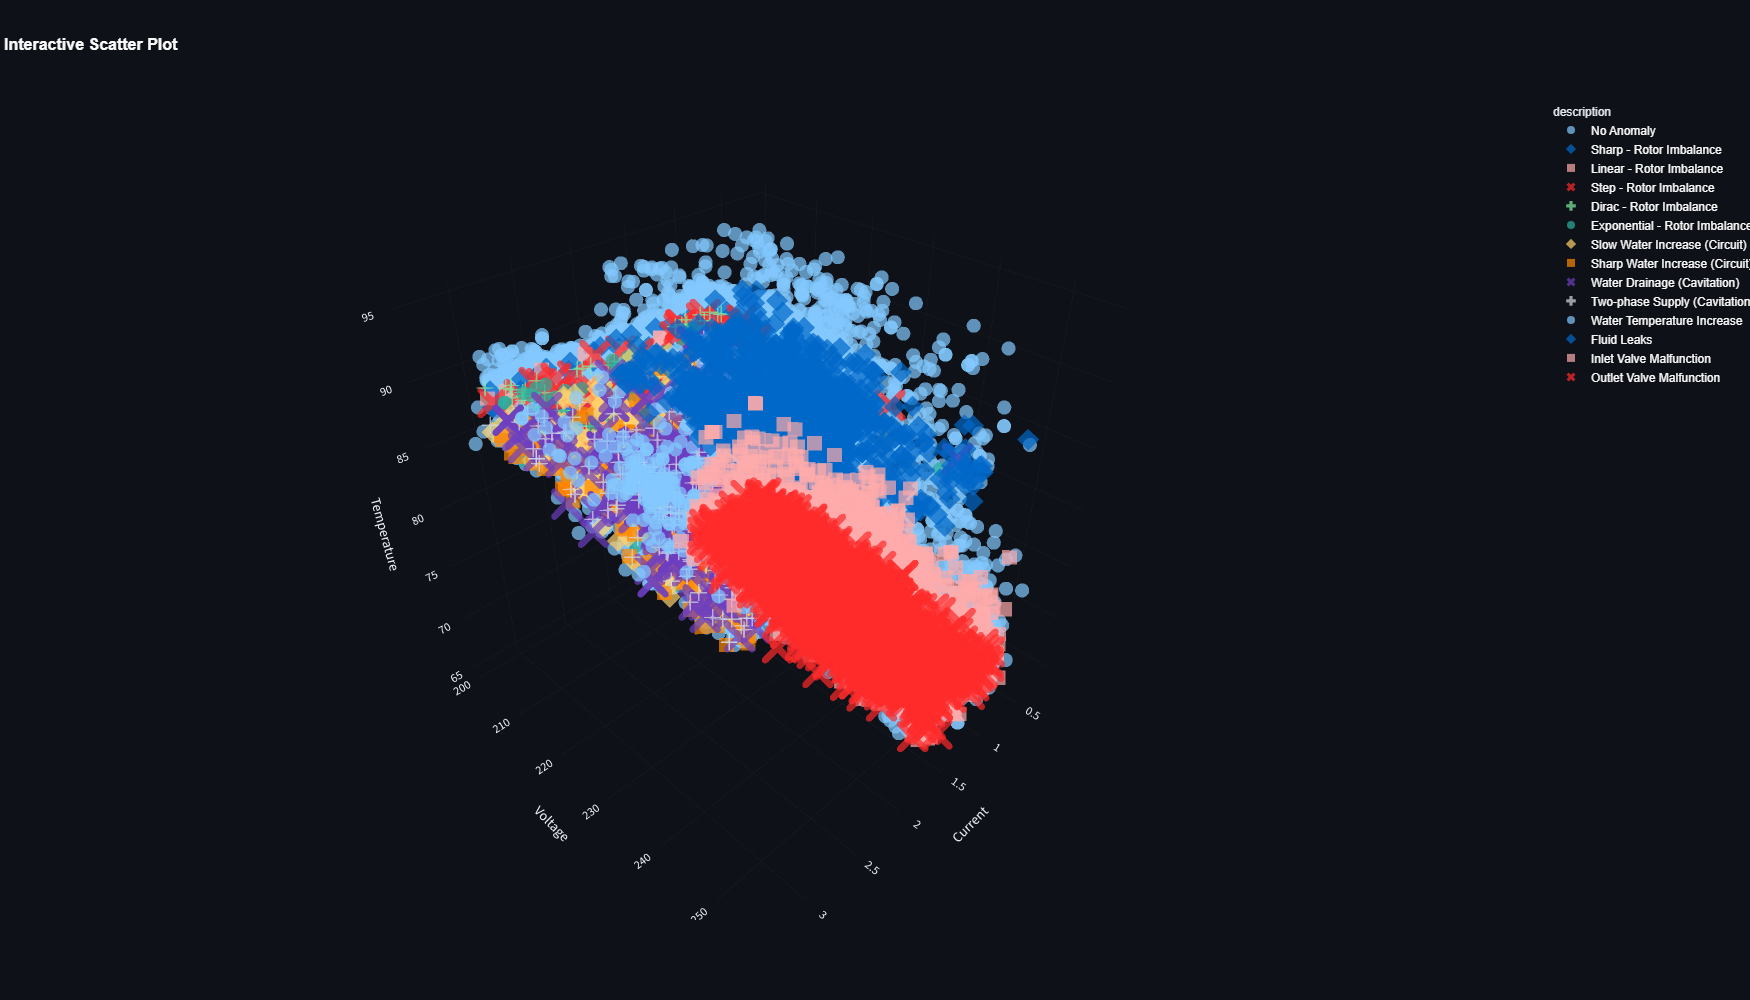 Interactive Scatter Plot
description
No Anomaly
Sharp - Rotor Imbalance
Linear - Rotor Imbalance
Step - Rotor Imbalance
Dirac - Rotor Imbalance
Exponential - Rotor Imbalance
Slow Water Increase (Circuit)
Sharp Water Increase (Circuit)
Water Drainage (Cavitation)
Two-phase Supply (Cavitation
Water Temperature Increase
Fluid Leaks
Inlet Valve Malfunction
Outlet Valve Malfunction
95
90
85
80
75
70
65
Temperature
200
210
220
230
240
250
Voltage
0.5
1
1.5
2
2.5
3
Current